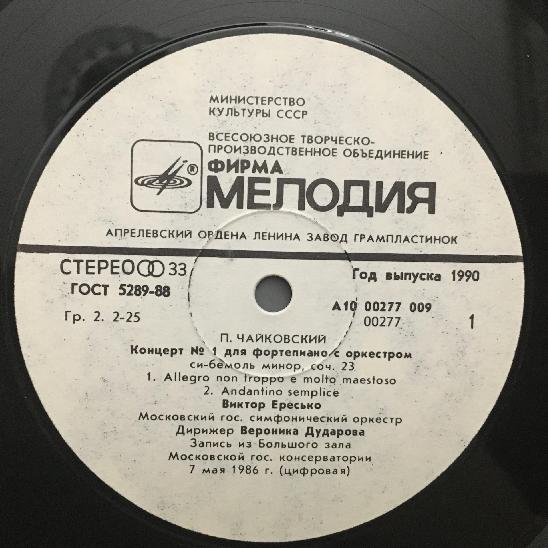 МИНИСТЕРСТВО
КУЛЬТУРЫ СССР
ВСЕСОЮЗНОЕ ТВОРЧЕСКО-
ПРОИЗВОДСТВЕННОЕ ОБЪЕДИНЕНИЕ
ФИРМА
® МЕЛОДИЯ
АПРЕЛЕВСКИЙ ОРДЕНА ЛЕНИНА ЗАВОД ГРАМПЛАСТИНОК
СТЕРЕО 33
Год выпуска 1990
ГОСТ 5289-88
А10 00277 009
Гр. 2. 2-25
00277
1
П. ЧАЙКОВСКИЙ
Концерт № 1 для фортепиано с оркестром
си-бемоль минор, соч. 23
1. Allegro non troppo e molto maestoso
2. Andantino semplice
Виктор Ересько
Московский гос. симфонический оркестр
Дирижер Вероника Дударова
Запись из Большого зала
Московской гос. консерватории
7 мая 1986 г. (цифровая)